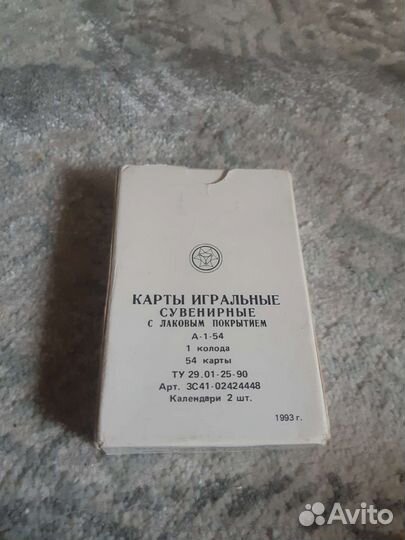 КАРТЫ ИГРАЛЬНЫЕ
СУВЕНИРНЫЕ
С ЛАКОВЫМ ПОКРЫТИЕМ
А-1-54
1 колода
54 карты
ТУ 29.01-25-90
Арт. 3С41-02424448
Календари 2 шт.
1993 г.
Avito